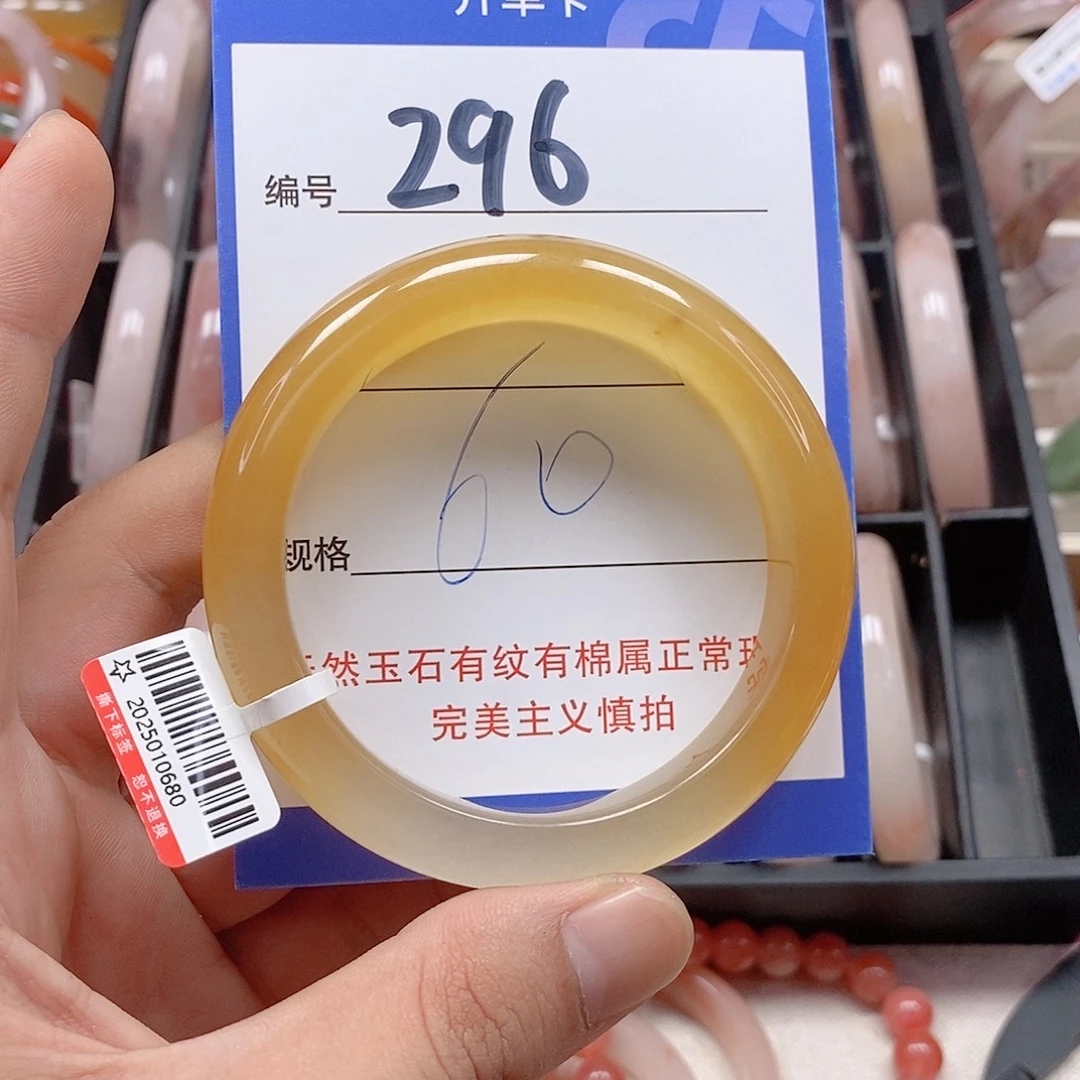 编号 296
规格 60
然玉石有纹有棉属正常
完美主义慎拍
2025010680
撕下标签 恕不退换